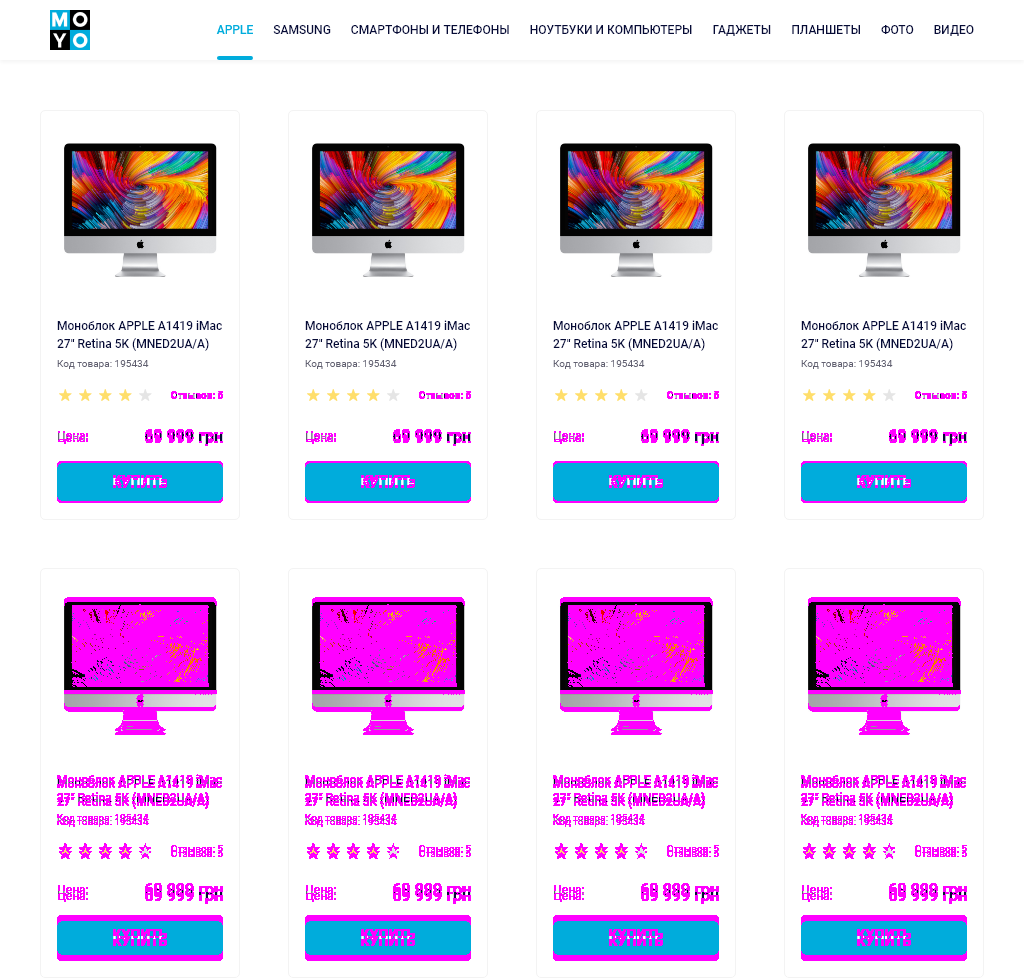 MOYO
APPLE SAMSUNG СМАРТФОНЫ И ТЕЛЕФОНЫ НОУТБУКИ И КОМПЬЮТЕРЫ ГАДЖЕТЫ ПЛАНШЕТЫ ФОТО ВИДЕО
Моноблок APPLE A1419 iMac Моноблок APPLE A1419 iMac Моноблок APPLE A1419 iMac Моноблок APPLE A1419 iMac
27" Retina 5K (MNED2UA/A) 27" Retina 5K (MNED2UA/A) 27" Retina 5K (MNED2UA/A) 27" Retina 5K (MNED2UA/A)
Код товара: 195434 Код товара: 195434 Код товара: 195434 Код товара: 195434
Отзывов: 5 Отзывов: 5 Отзывов: 5 Отзывов: 5
Цена: 69 999 грн Цена: 69 999 грн Цена: 69 999 грн Цена: 69 999 грн
КУПИТЬ КУПИТЬ КУПИТЬ КУПИТЬ
Моноблок APPLE A1419 iMac Моноблок APPLE A1419 iMac Моноблок APPLE A1419 iMac Моноблок APPLE A1419 iMac
27" Retina 5K (MNED2UA/A) 27" Retina 5K (MNED2UA/A) 27" Retina 5K (MNED2UA/A) 27" Retina 5K (MNED2UA/A)
Код товара: 195434 Код товара: 195434 Код товара: 195434 Код товара: 195434
Отзывов: 5 Отзывов: 5 Отзывов: 5 Отзывов: 5
Цена: 69 999 грн Цена: 69 999 грн Цена: 69 999 грн Цена: 69 999 грн
КУПИТЬ КУПИТЬ КУПИТЬ КУПИТЬ